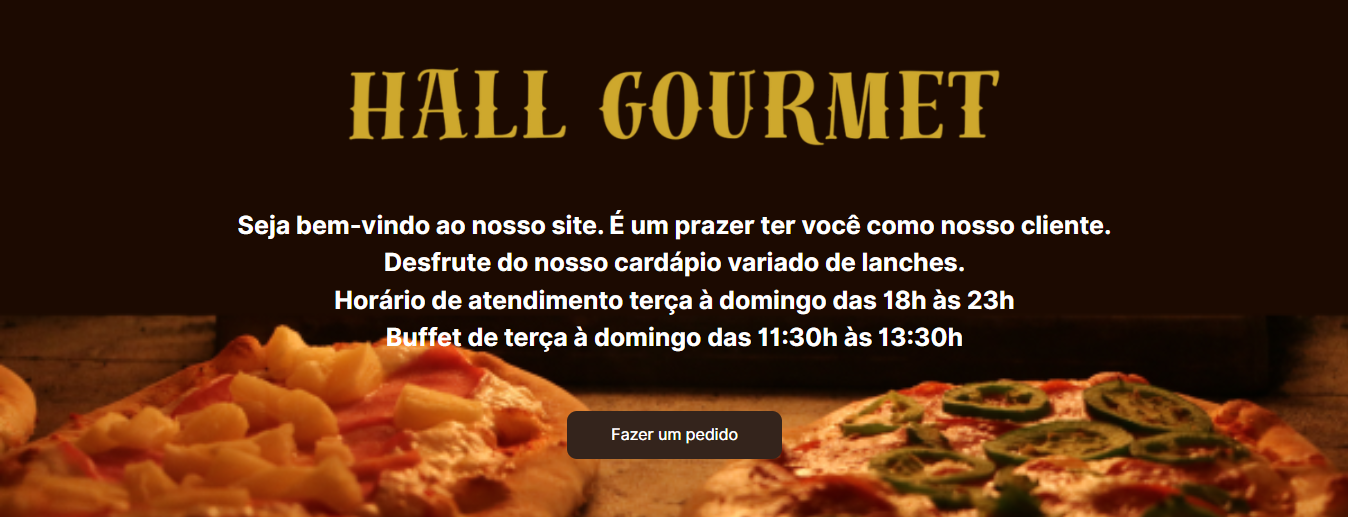 HALL GOURMET
Seja bem-vindo ao nosso site. É um prazer ter você como nosso cliente.
Desfrute do nosso cardápio variado de lanches.
Horário de atendimento terça à domingo das 18h às 23h
Buffet de terça à domingo das 11:30h às 13:30h
Fazer um pedido